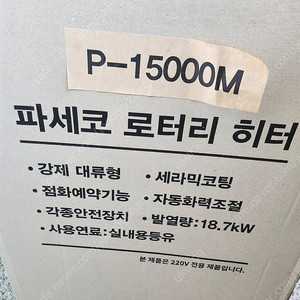 P-15000M
파세코 로터리 히터
• 강제 대류형 • 세라믹코팅
• 점화예약기능 • 자동화력조절
• 각종안전장치 • 발열량:18.7kW
• 사용연료:실내용등유
본 제품은 220V 전용 제품입니다.